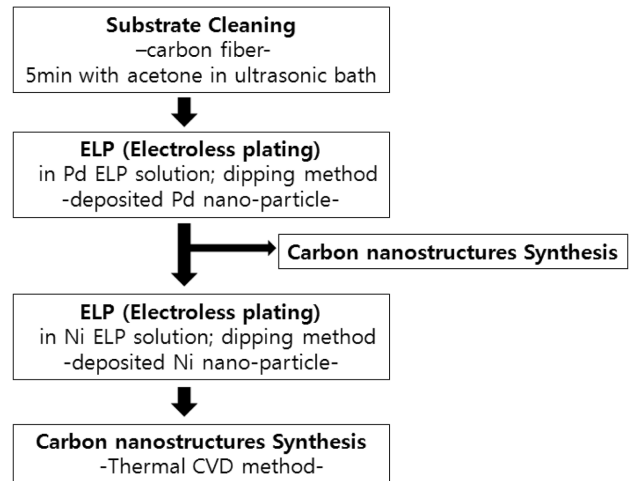 Substrate Cleaning
–carbon fiber-
5min with acetone in ultrasonic bath
ELP (Electroless plating)
in Pd ELP solution; dipping method
-deposited Pd nano-particle-
Carbon nanostructures Synthesis
ELP (Electroless plating)
in Ni ELP solution; dipping method
-deposited Ni nano-particle-
Carbon nanostructures Synthesis
-Thermal CVD method-